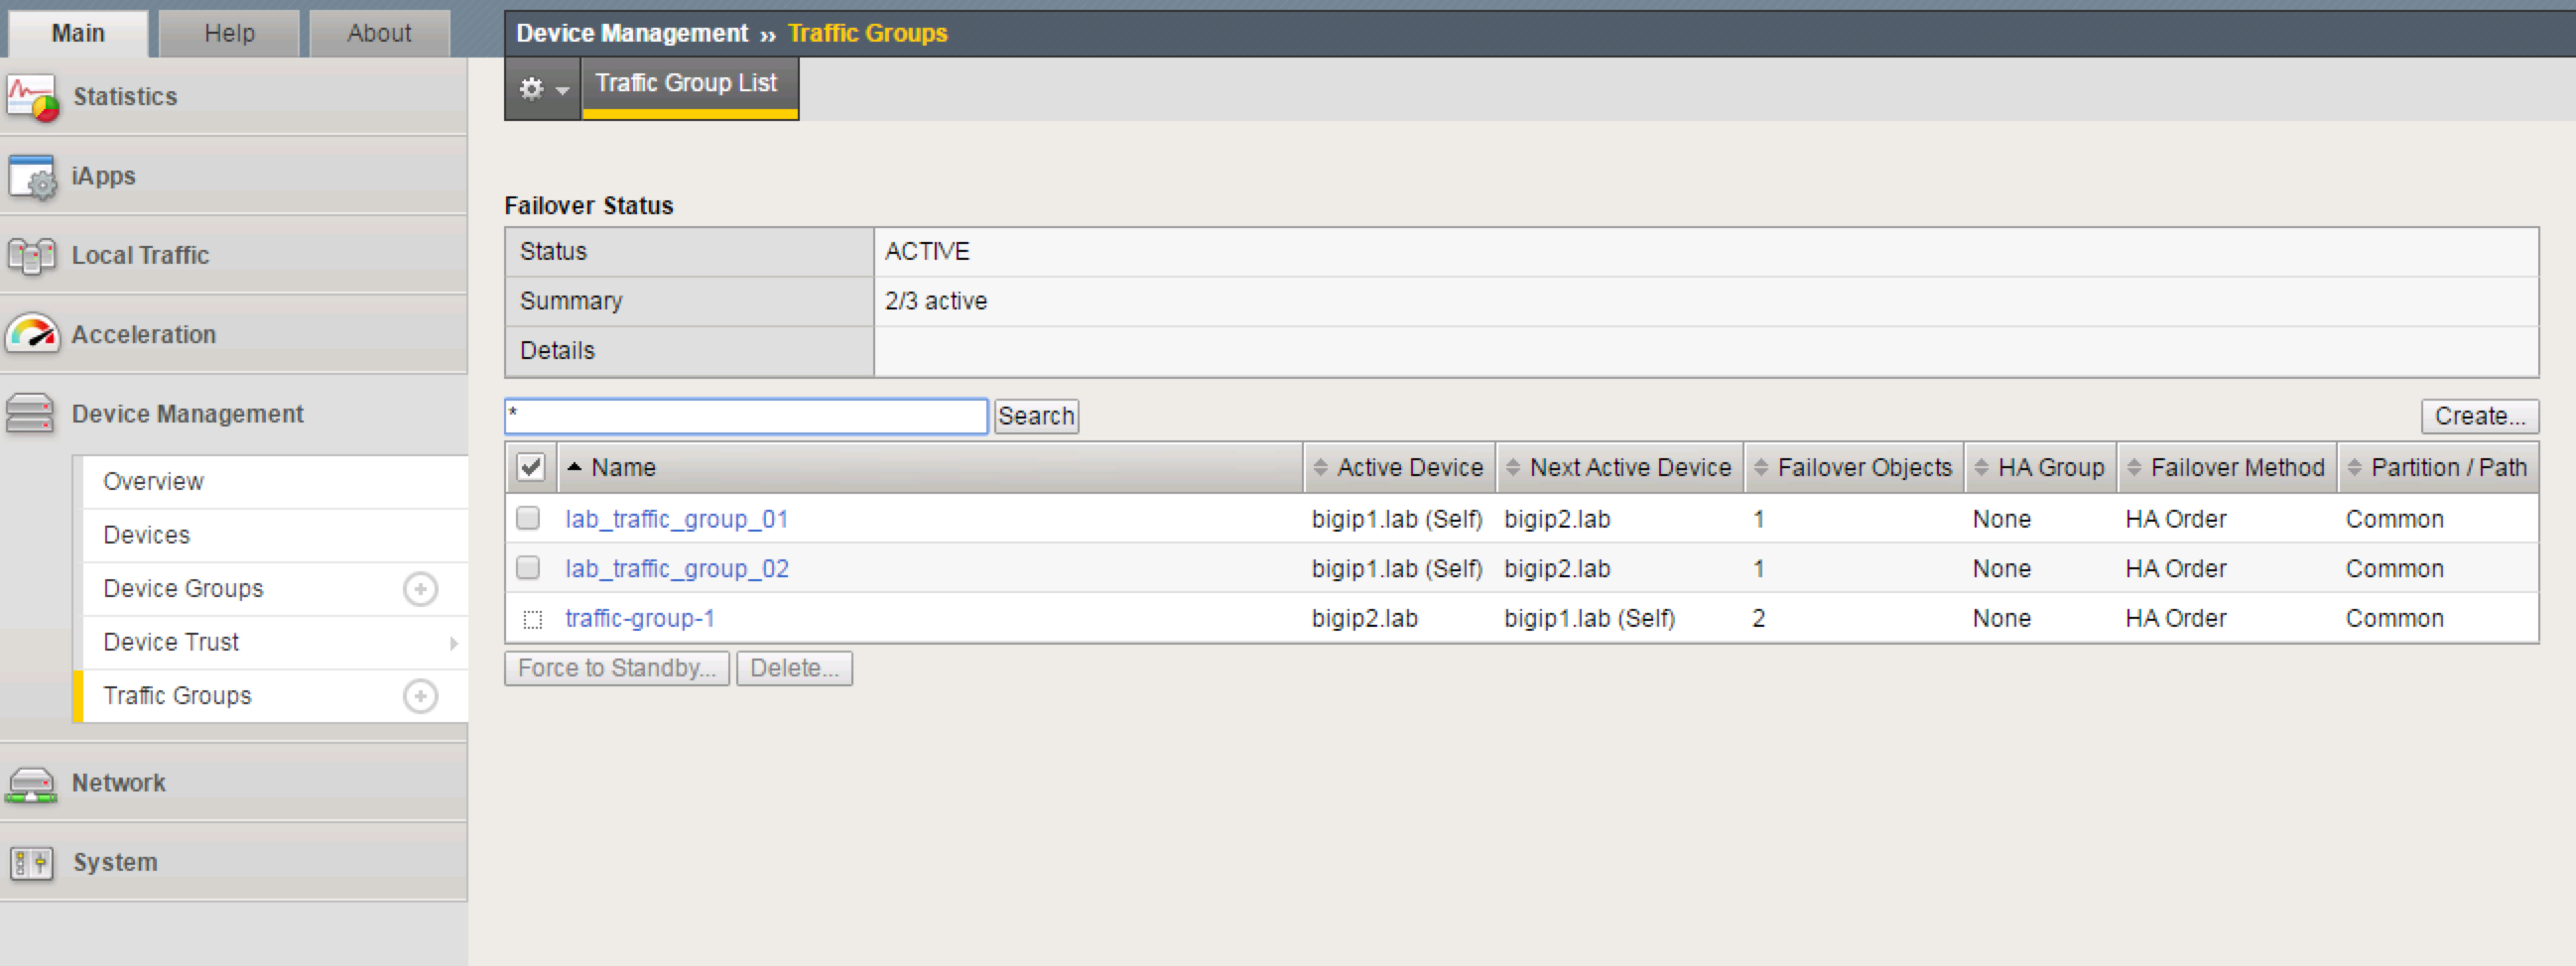 Main Help About
Device Management ›› Traffic Groups
Traffic Group List
Statistics
iApps
Local Traffic
Acceleration
Device Management
Overview
Devices
Device Groups
Device Trust
Traffic Groups
Network
System
Failover Status
Status ACTIVE
Summary 2/3 active
Details
* Search Create...
Name Active Device Next Active Device Failover Objects HA Group Failover Method Partition / Path
lab_traffic_group_01 bigip1.lab (Self) bigip2.lab 1 None HA Order Common
lab_traffic_group_02 bigip1.lab (Self) bigip2.lab 1 None HA Order Common
traffic-group-1 bigip2.lab bigip1.lab (Self) 2 None HA Order Common
Force to Standby... Delete...